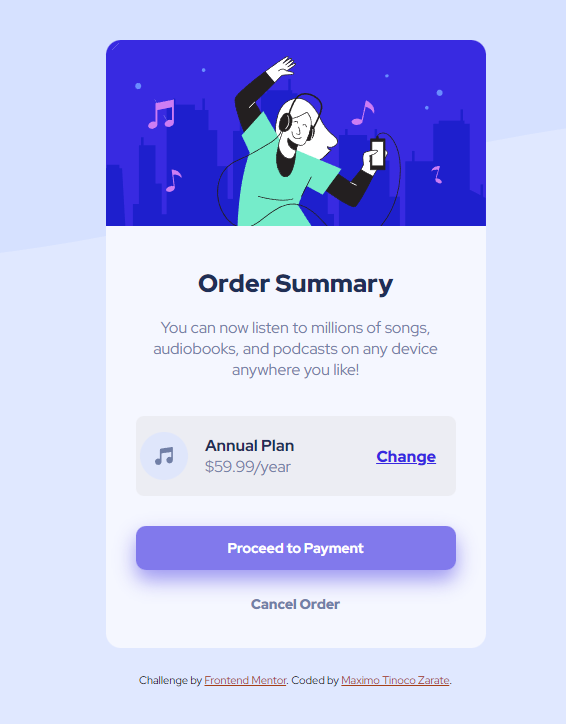 Order Summary
You can now listen to millions of songs,
audiobooks, and podcasts on any device
anywhere you like!
Annual Plan
$59.99/year
Change
Proceed to Payment
Cancel Order
Challenge by Frontend Mentor. Coded by Maximo Tinoco Zarate.